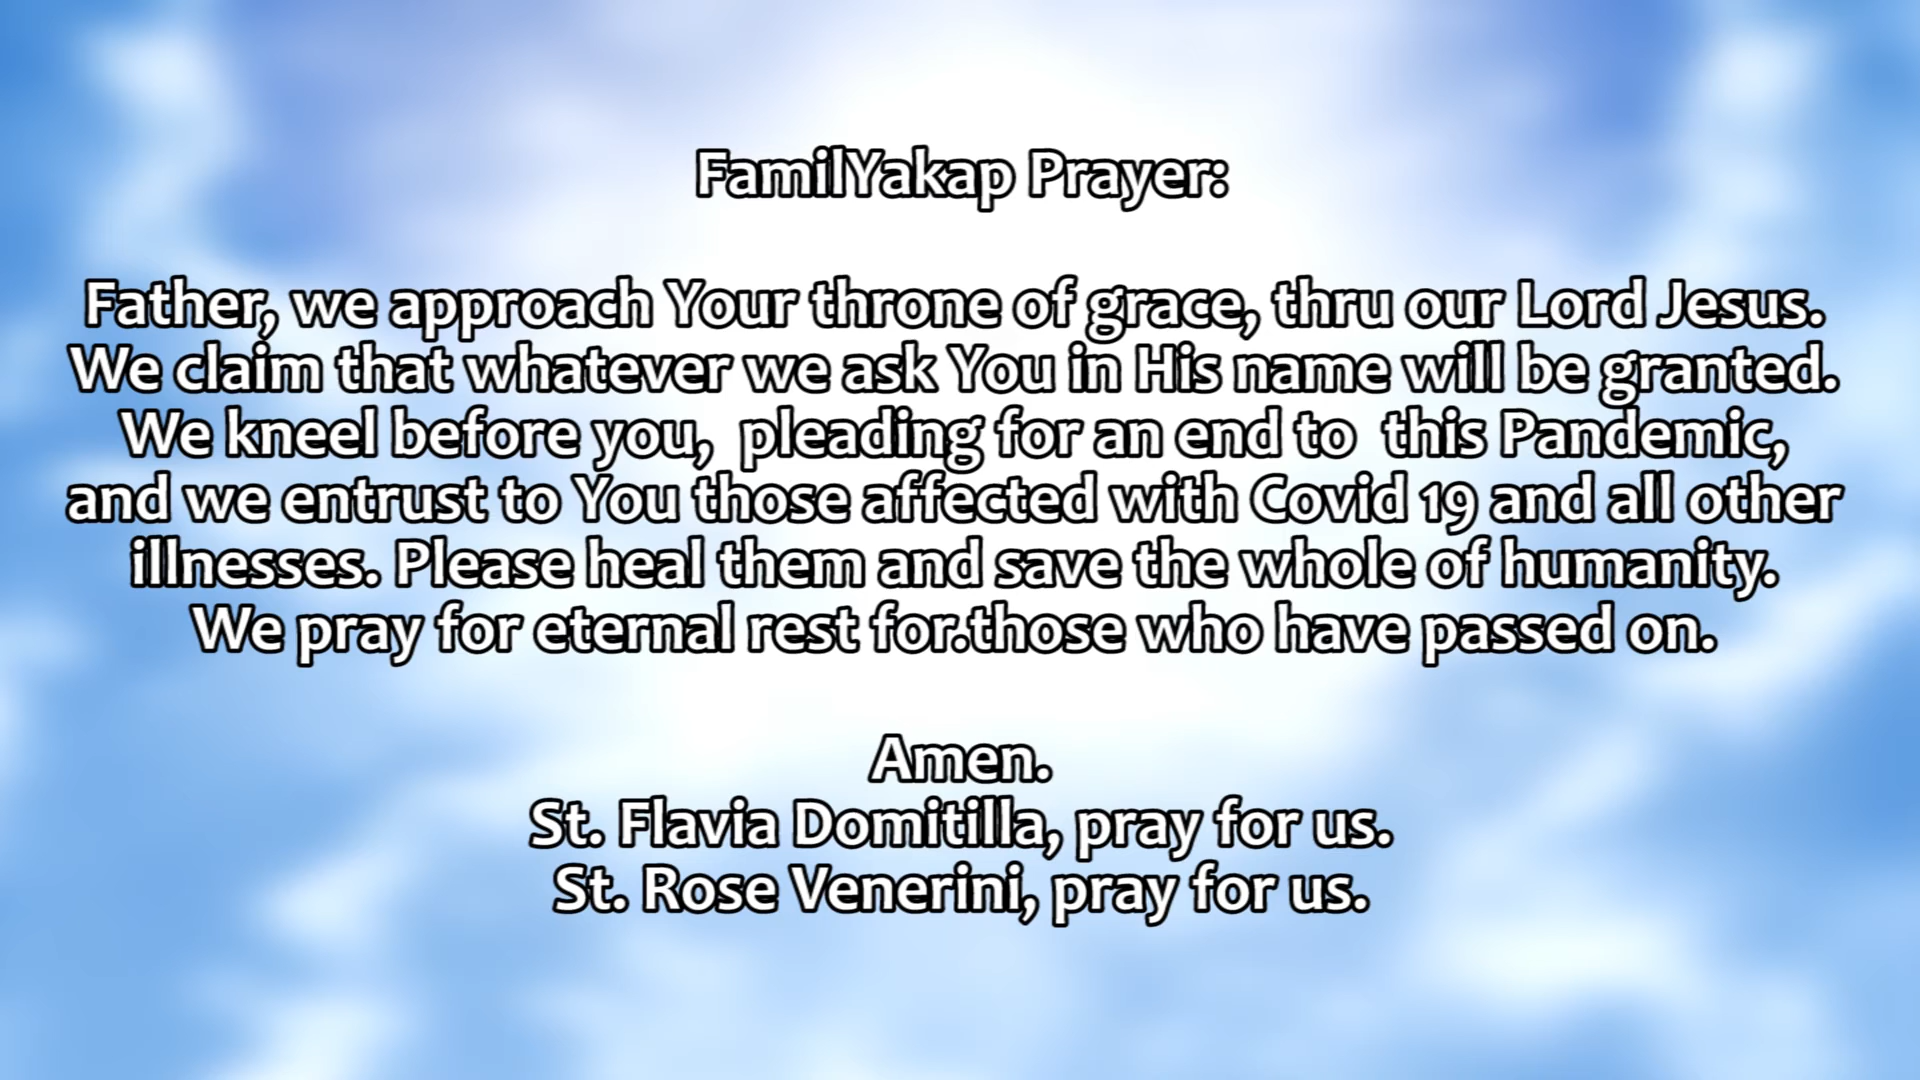 FamilYakap Prayer:
Father, we approach Your throne of grace, thru our Lord Jesus.
We claim that whatever we ask You in His name will be granted.
We kneel before you,  pleading for an end to  this Pandemic,
and we entrust to You those affected with Covid 19 and all other
illnesses. Please heal them and save the whole of humanity.
We pray for eternal rest for.those who have passed on.
Amen.
St. Flavia Domitilla, pray for us.
St. Rose Venerini, pray for us.